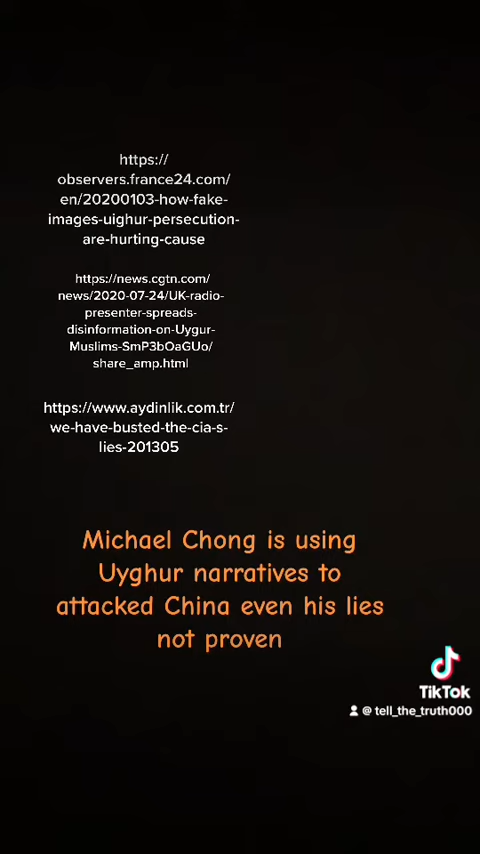 https://
observers.france24.com/
en/20200103-how-fake-
images-uighur-persecution-
are-hurting-cause
https://news.cgtn.com/
news/2020-07-24/UK-radio-
presenter-spreads-
disinformation-on-Uygur-
Muslims-SmP3bOaGUo/
share_amp.html
https://www.aydinlik.com.tr/
we-have-busted-the-cia-s-
lies-201305
Michael Chong is using
Uyghur narratives to
attacked China even his lies
not proven
TikTok
@ tell_the_truth000